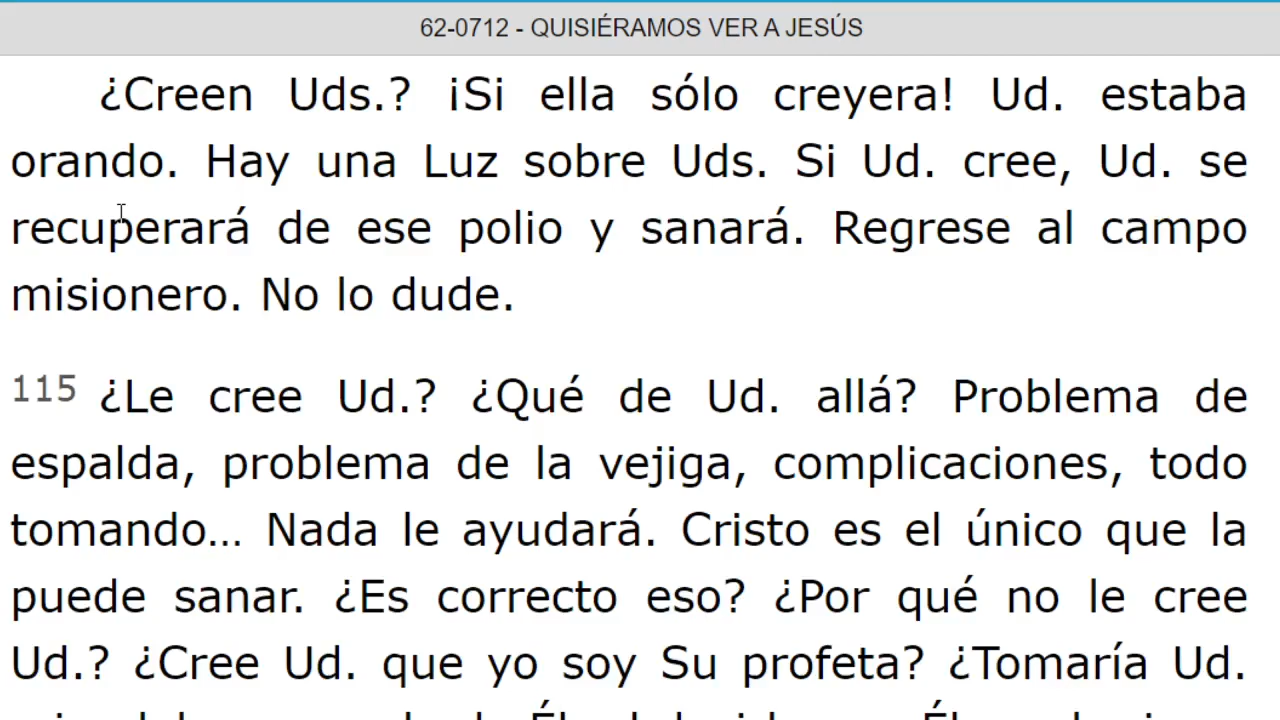 62-0712 - QUISIÉRAMOS VER A JESÚS
¿Creen Uds.? ¡Si ella sólo creyera! Ud. estaba
orando. Hay una Luz sobre Uds. Si Ud. cree, Ud. se
recuperará de ese polio y sanará. Regrese al campo
misionero. No lo dude.
115 ¿Le cree Ud.? ¿Qué de Ud. allá? Problema de
espalda, problema de la vejiga, complicaciones, todo
tomando… Nada le ayudará. Cristo es el único que la
puede sanar. ¿Es correcto eso? ¿Por qué no le cree
Ud.? ¿Cree Ud. que yo soy Su profeta? ¿Tomaría Ud.